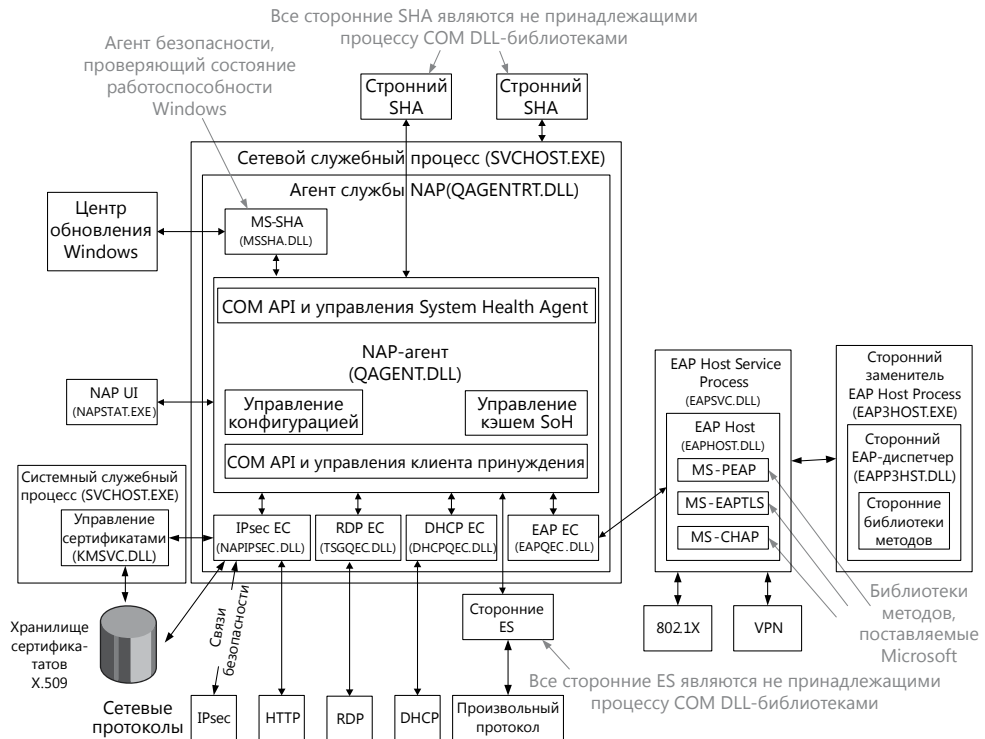 Все сторонние SHA являются не принадлежащими
процессу COM DLL-библиотеками
Агент безопасности,
проверяющий состояние
работоспособности
Windows
Стронний
SHA
Стронний
SHA
Сетевой служебный процесс (SVCHOST.EXE)
Агент службы NAP(QAGENTRT.DLL)
Центр
обновления
Windows
MS-SHA
(MSSHA.DLL)
COM API и управления System Health Agent
NAP-агент
(QAGENT.DLL)
NAP UI
(NAPSTAT.EXE)
Управление
конфигурацией
Управление
кэшем SoH
COM API и управления клиента принуждения
EAP Host Service
Process
(EAPSVC.DLL)
EAP Host
(EAPHOST.DLL)
MS-PEAP
MS-EAPTLS
MS-CHAP
Сторонний
заменитель
EAP Host Process
(EAP3HOST.EXE)
Сторонний
EAP-диспетчер
(EAPP3HST.DLL)
Сторонние
библиотеки
методов
Системный служебный
процесс (SVCHOST.EXE)
Управление
сертификатами
(KMSVC.DLL)
IPsec EC
(NAPIPSEC.DLL)
RDP EC
(TSGQEC.DLL)
DHCP EC
(DHCPQEC.DLL)
EAP EC
(EAPQEC.DLL)
Хранилище
сертифика-
татов
X.509
Связи
безопасности
Сторонние
ES
802.1X
VPN
Библиотеки
методов,
поставляемые
Microsoft
Все сторонние ES являются не принадлежащими
процессу COM DLL-библиотеками
Сетевые
протоколы
IPsec
HTTP
RDP
DHCP
Произвольный
протокол